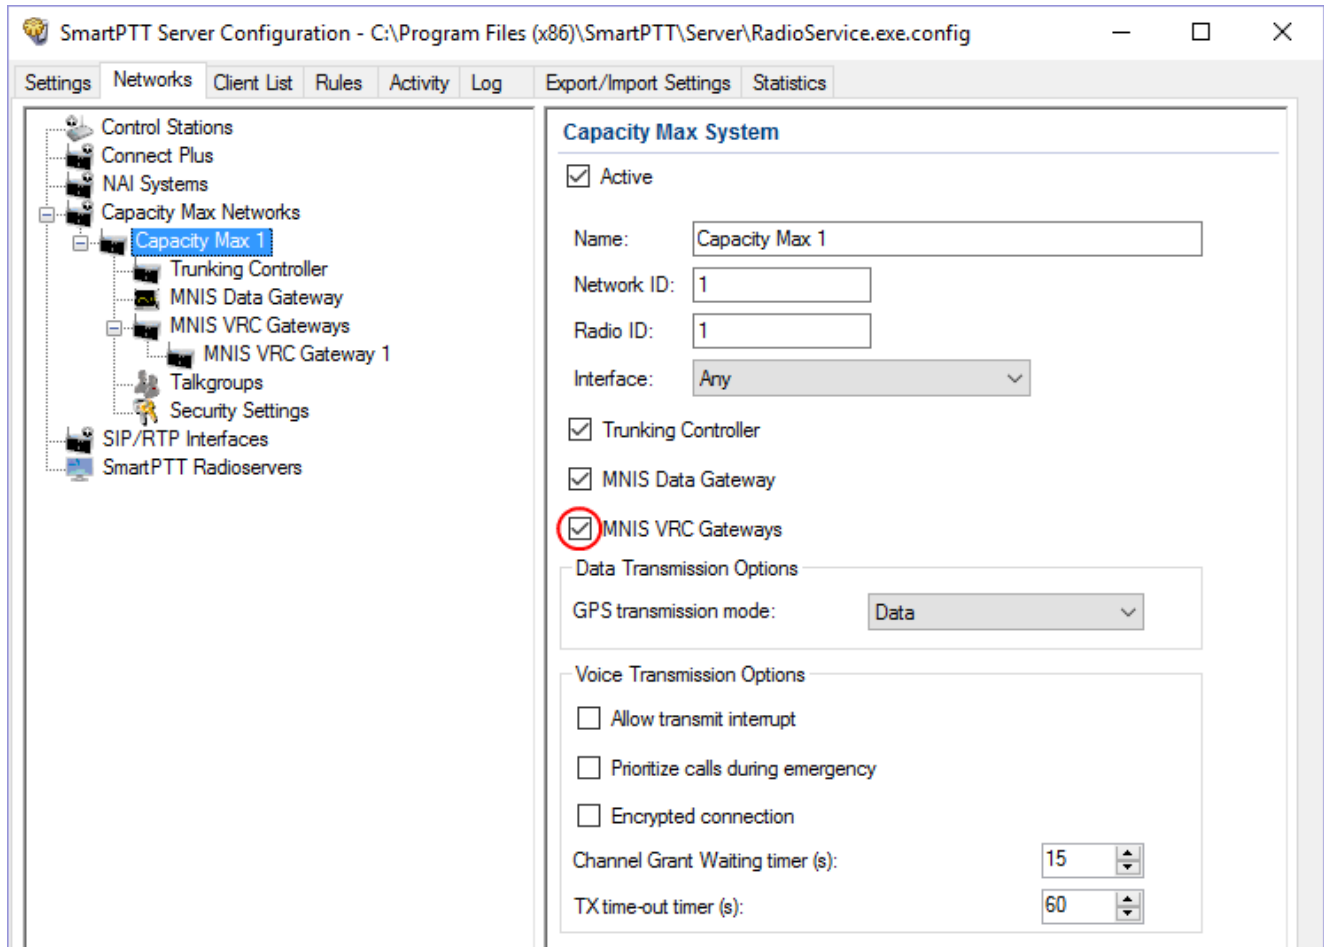 SmartPTT Server Configuration - C:\Program Files (x86)\SmartPTT\Server\RadioService.exe.config
Settings Networks Client List Rules Activity Log Export/Import Settings Statistics
Control Stations
Connect Plus
NAI Systems
Capacity Max Networks
Capacity Max 1
Trunking Controller
MNIS Data Gateway
MNIS VRC Gateways
MNIS VRC Gateway 1
Talkgroups
Security Settings
SIP/RTP Interfaces
SmartPTT Radioservers
Capacity Max System
Active
Name: Capacity Max 1
Network ID: 1
Radio ID: 1
Interface: Any
Trunking Controller
MNIS Data Gateway
MNIS VRC Gateways
Data Transmission Options
GPS transmission mode: Data
Voice Transmission Options
Allow transmit interrupt
Prioritize calls during emergency
Encrypted connection
Channel Grant Waiting timer (s): 15
TX time-out timer (s): 60